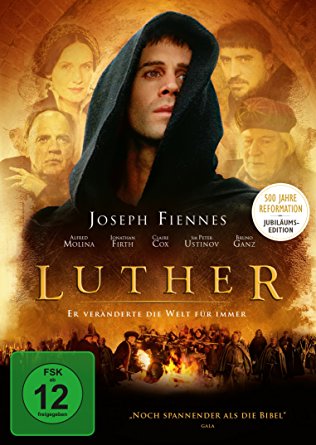 500 JAHRE
REFORMATION
JUBILÄUMS-
EDITION
JOSEPH FIENNES
ALFRED MOLINA
JONATHAN FIRTH
CLAIRE COX
SIR PETER USTINOV
BRUNO GANZ
LUTHER
ER VERÄNDERTE DIE WELT FÜR IMMER
FSK
ab
12
freigegeben
„NOCH SPANNENDER ALS DIE BIBEL"
GALA